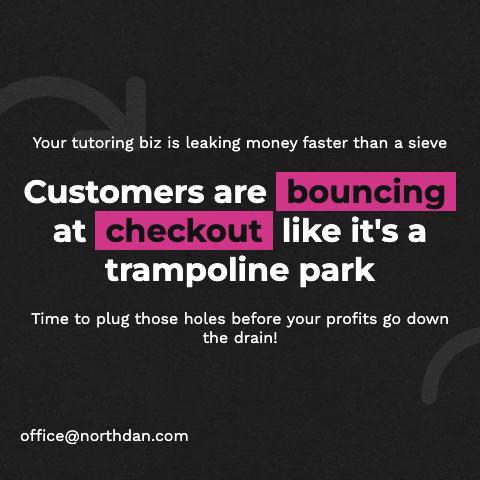 Your tutoring biz is leaking money faster than a sieve
Customers are bouncing
at checkout like it's a
trampoline park
Time to plug those holes before your profits go down
the drain!
office@northdan.com